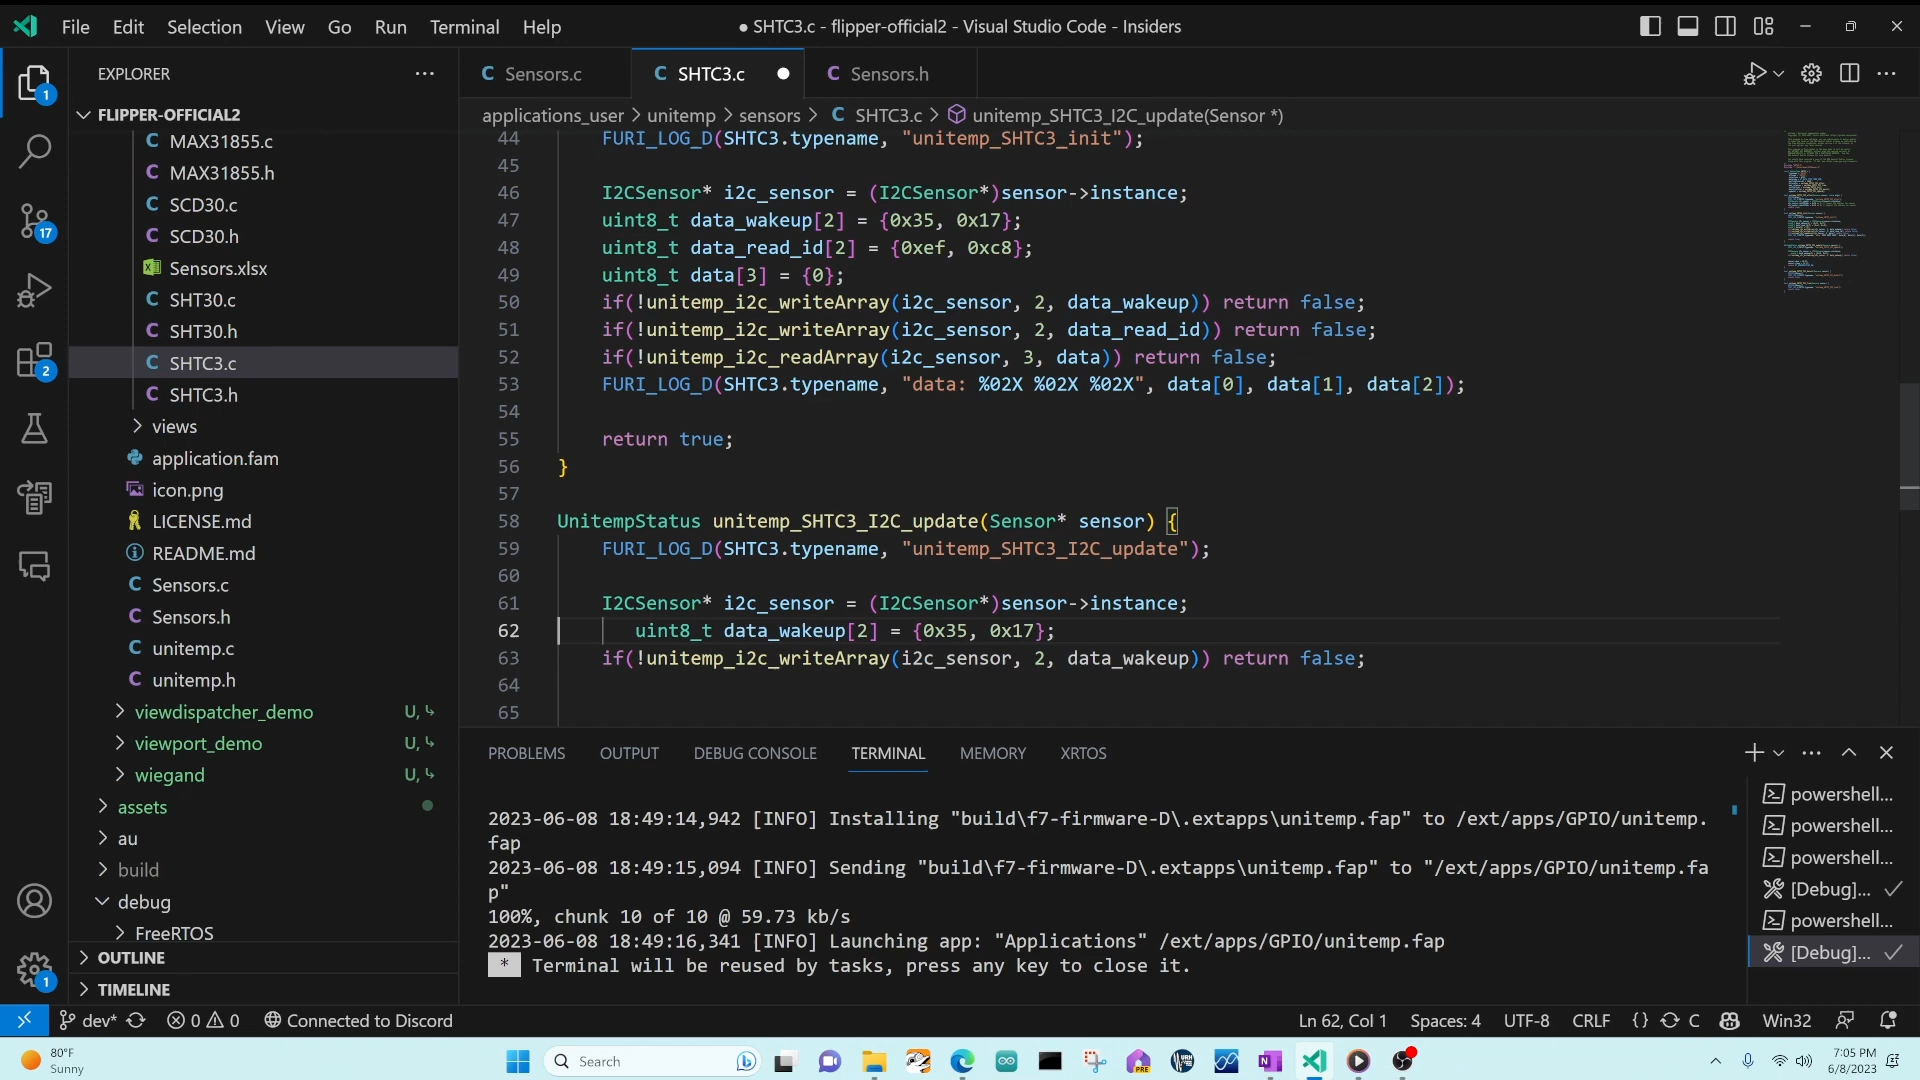 File Edit Selection View Go Run Terminal Help
● SHTC3.c - flipper-official2 - Visual Studio Code - Insiders
EXPLORER
Sensors.c
SHTC3.c
Sensors.h
FLIPPER-OFFICIAL2
applications_user > unitemp > sensors > C SHTC3.c > unitemp_SHTC3_I2C_update(Sensor *)
C MAX31855.c
C MAX31855.h
C SCD30.c
C SCD30.h
Sensors.xlsx
C SHT30.c
C SHT30.h
C SHTC3.c
C SHTC3.h
views
application.fam
icon.png
LICENSE.md
README.md
C Sensors.c
C Sensors.h
C unitemp.c
C unitemp.h
viewdispatcher_demo U,
viewport_demo U,
wiegand U,
assets
au
build
debug
FreeRTOS
OUTLINE
TIMELINE
1
17
2
1
44 FURI_LOG_D(SHTC3.typename, "unitemp_SHTC3_init");
45
46 I2CSensor* i2c_sensor = (I2CSensor*)sensor->instance;
47 uint8_t data_wakeup[2] = {0x35, 0x17};
48 uint8_t data_read_id[2] = {0xef, 0xc8};
49 uint8_t data[3] = {0};
50 if(!unitemp_i2c_writeArray(i2c_sensor, 2, data_wakeup)) return false;
51 if(!unitemp_i2c_writeArray(i2c_sensor, 2, data_read_id)) return false;
52 if(!unitemp_i2c_readArray(i2c_sensor, 3, data)) return false;
53 FURI_LOG_D(SHTC3.typename, "data: %02X %02X %02X", data[0], data[1], data[2]);
54
55 return true;
56 }
57
58 UnitempStatus unitemp_SHTC3_I2C_update(Sensor* sensor) {
59 FURI_LOG_D(SHTC3.typename, "unitemp_SHTC3_I2C_update");
60
61 I2CSensor* i2c_sensor = (I2CSensor*)sensor->instance;
62 uint8_t data_wakeup[2] = {0x35, 0x17};
63 if(!unitemp_i2c_writeArray(i2c_sensor, 2, data_wakeup)) return false;
64
65
PROBLEMS OUTPUT DEBUG CONSOLE TERMINAL MEMORY XRTOS
2023-06-08 18:49:14,942 [INFO] Installing "build\f7-firmware-D\.extapps\unitemp.fap" to /ext/apps/GPIO/unitemp.
fap
2023-06-08 18:49:15,094 [INFO] Sending "build\f7-firmware-D\.extapps\unitemp.fap" to "/ext/apps/GPIO/unitemp.fa
p"
100%, chunk 10 of 10 @ 59.73 kb/s
2023-06-08 18:49:16,341 [INFO] Launching app: "Applications" /ext/apps/GPIO/unitemp.fap
* Terminal will be reused by tasks, press any key to close it.
powershell...
powershell...
powershell...
[Debug]...
powershell...
[Debug]...
dev* 0 0 Connected to Discord
Ln 62, Col 1 Spaces: 4 UTF-8 CRLF {} C Win32
80°F
Sunny
Search
PRE
7:05 PM
6/8/2023